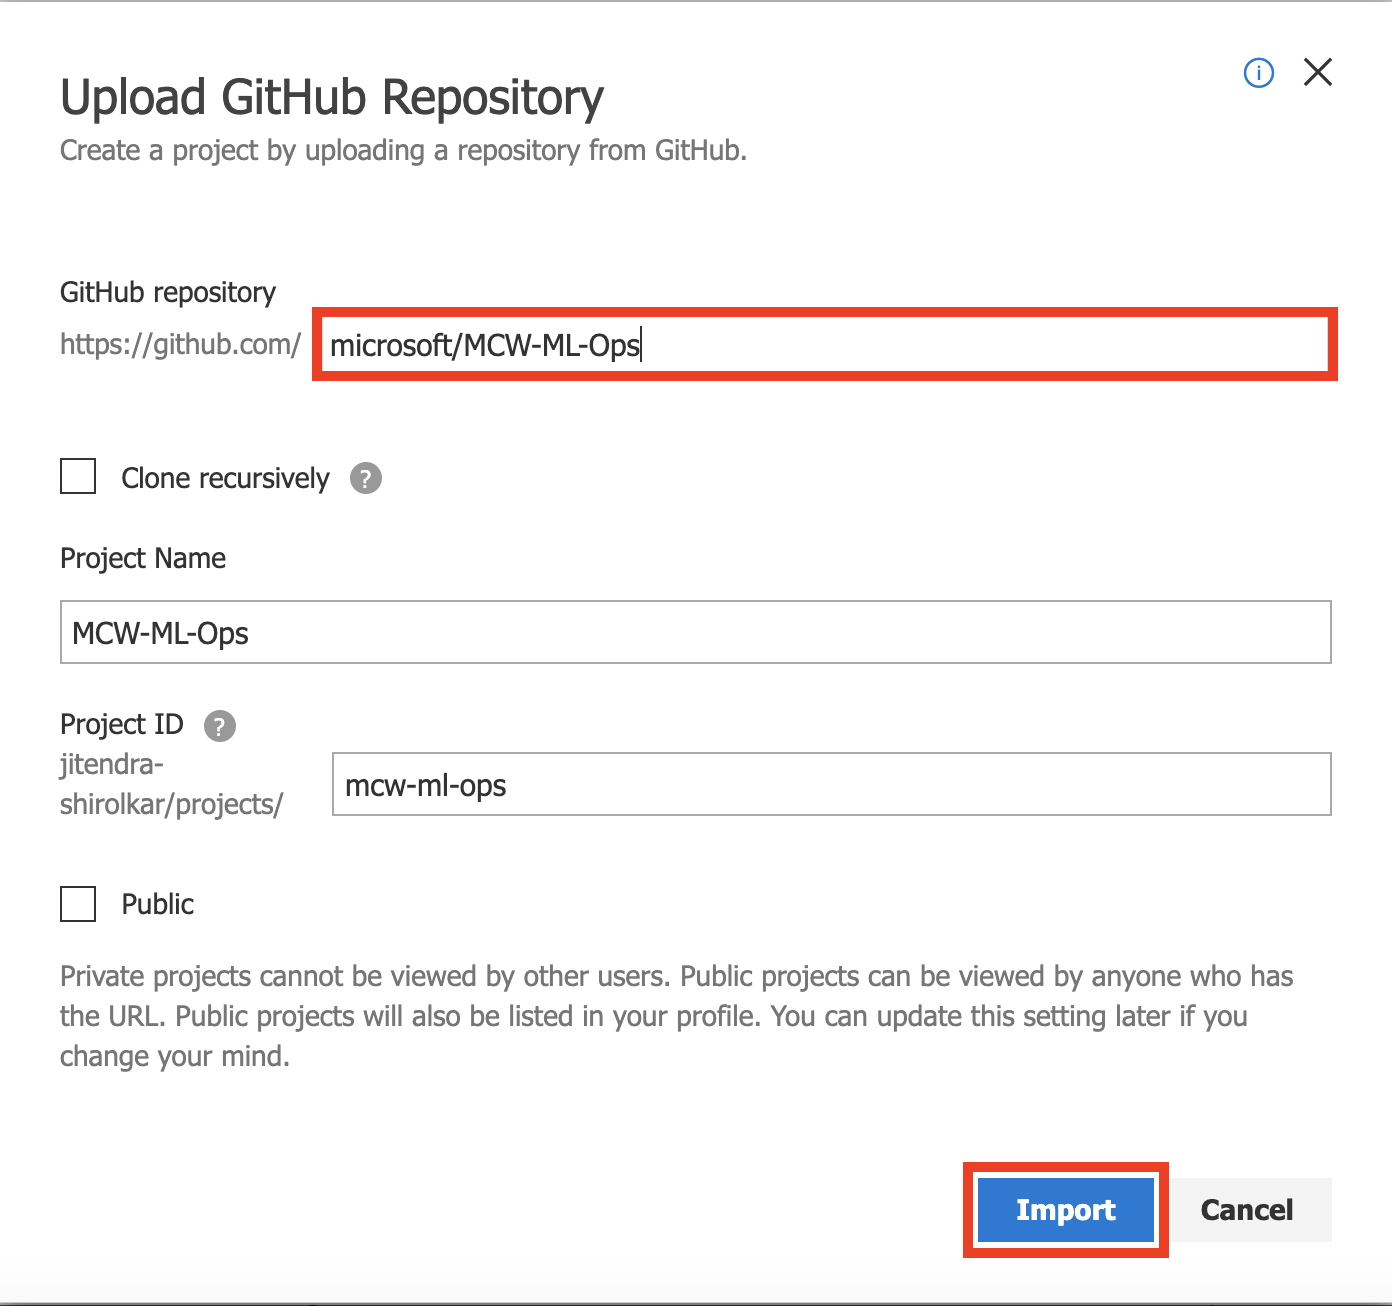 Upload GitHub Repository
Create a project by uploading a repository from GitHub.
GitHub repository
https://github.com/ microsoft/MCW-ML-Ops
Clone recursively ?
Project Name
MCW-ML-Ops
Project ID ?
jitendra-
shirolkar/projects/
mcw-ml-ops
Public
Private projects cannot be viewed by other users. Public projects can be viewed by anyone who has
the URL. Public projects will also be listed in your profile. You can update this setting later if you
change your mind.
Import Cancel